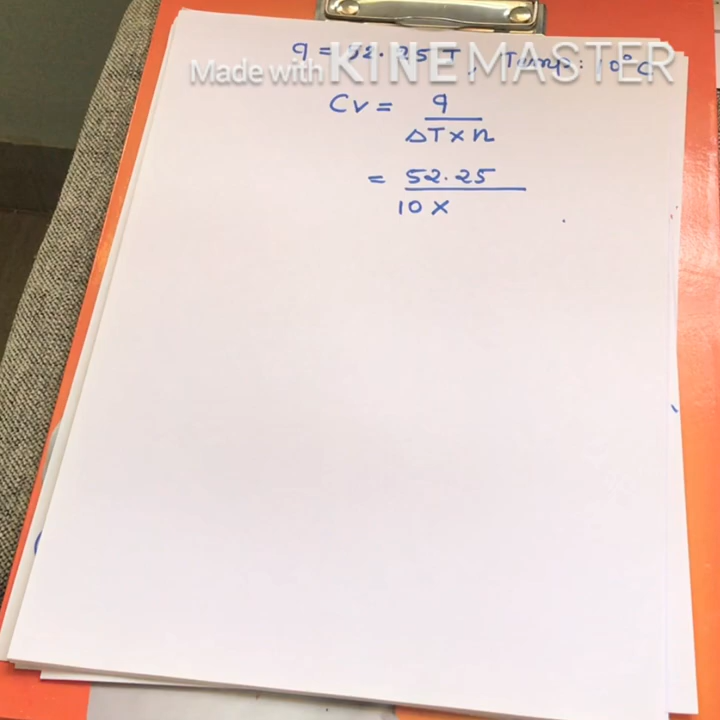 q = 52.25 J, Temp: 10°C
Made with KINEMASTER
Cv = q
ΔT x n
= 52.25
10 x